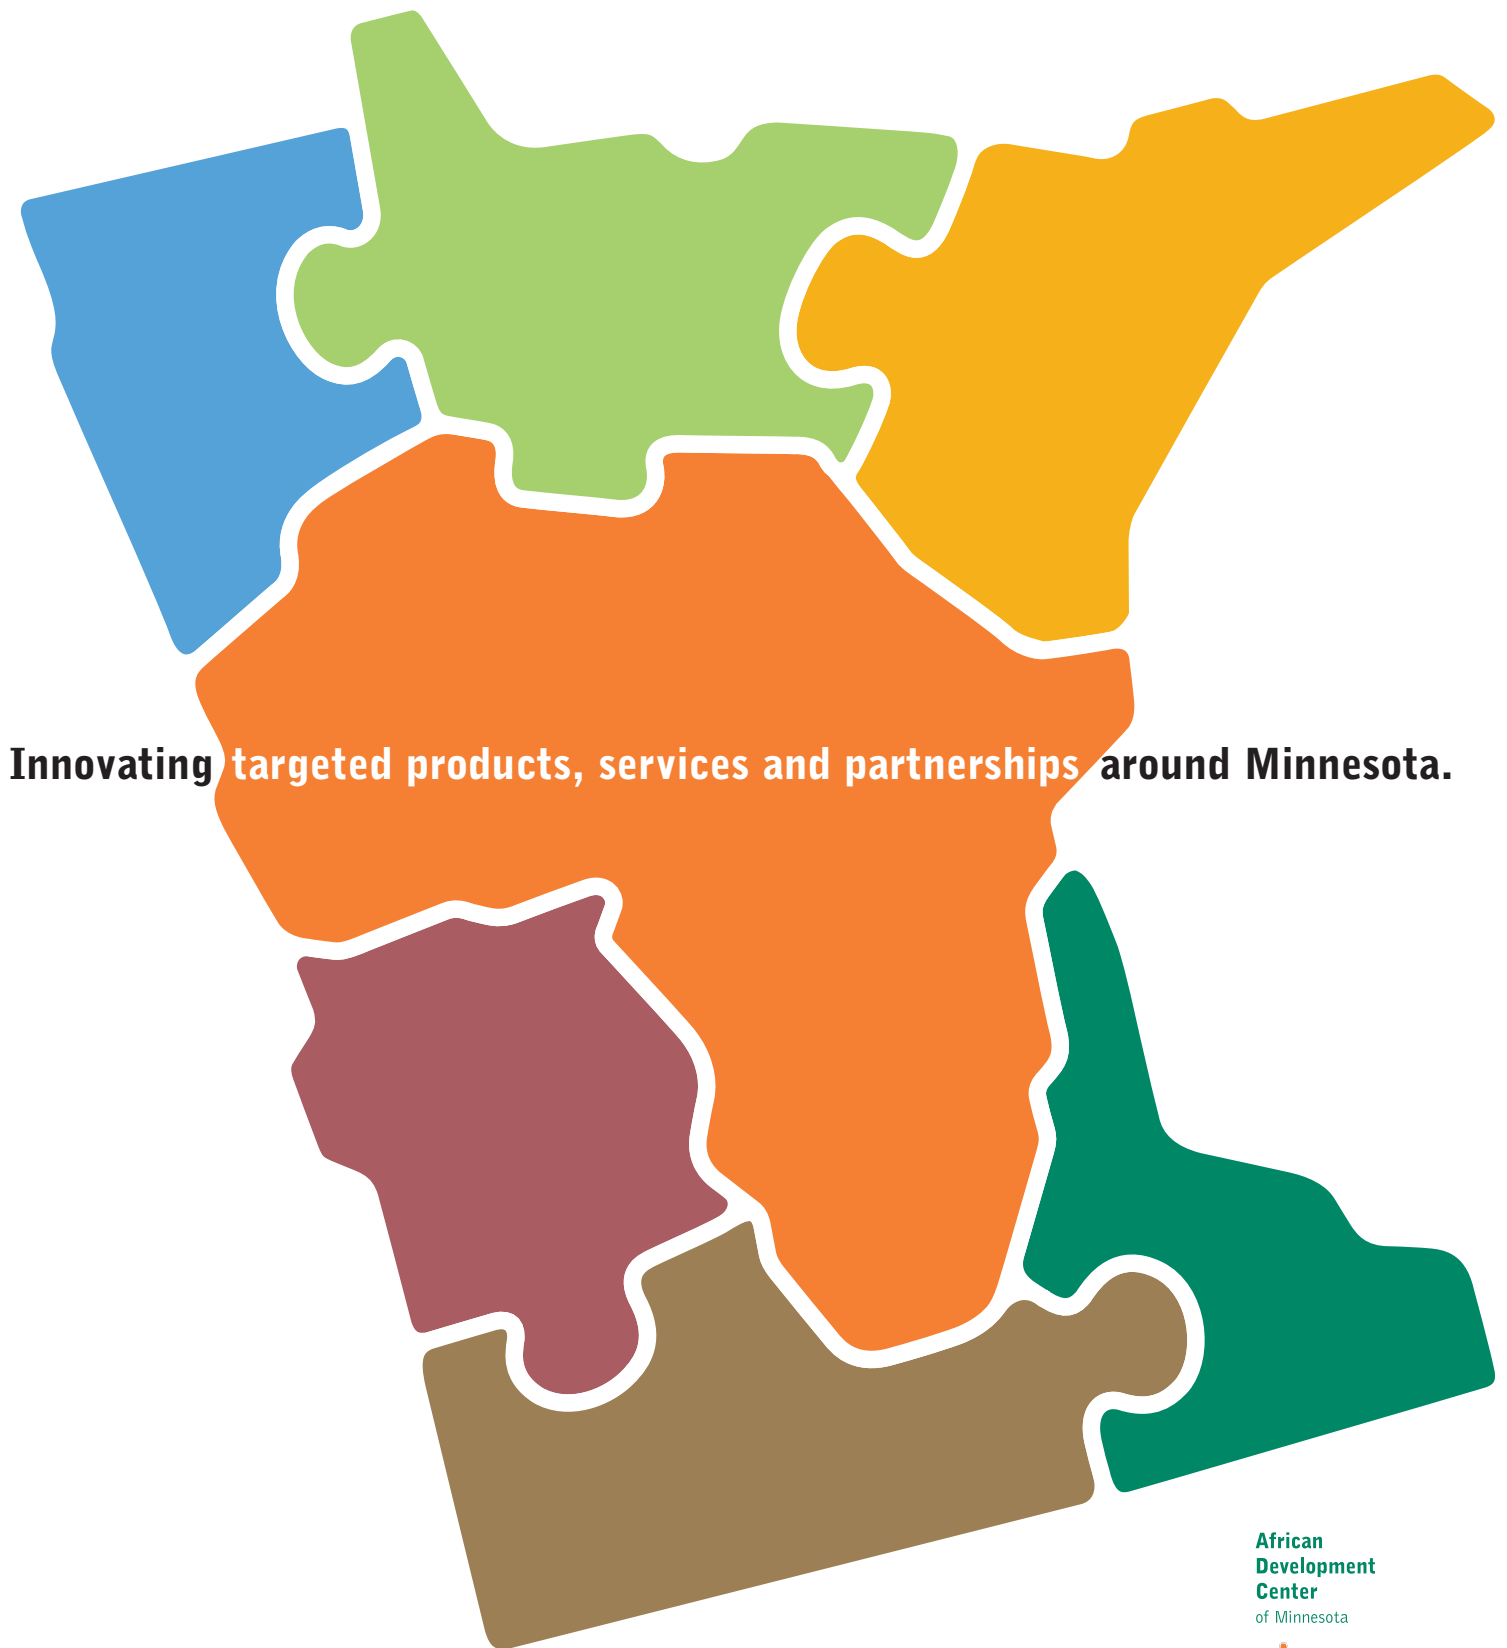 Innovating targeted products, services and partnerships around Minnesota.
African
Development
Center
of Minnesota